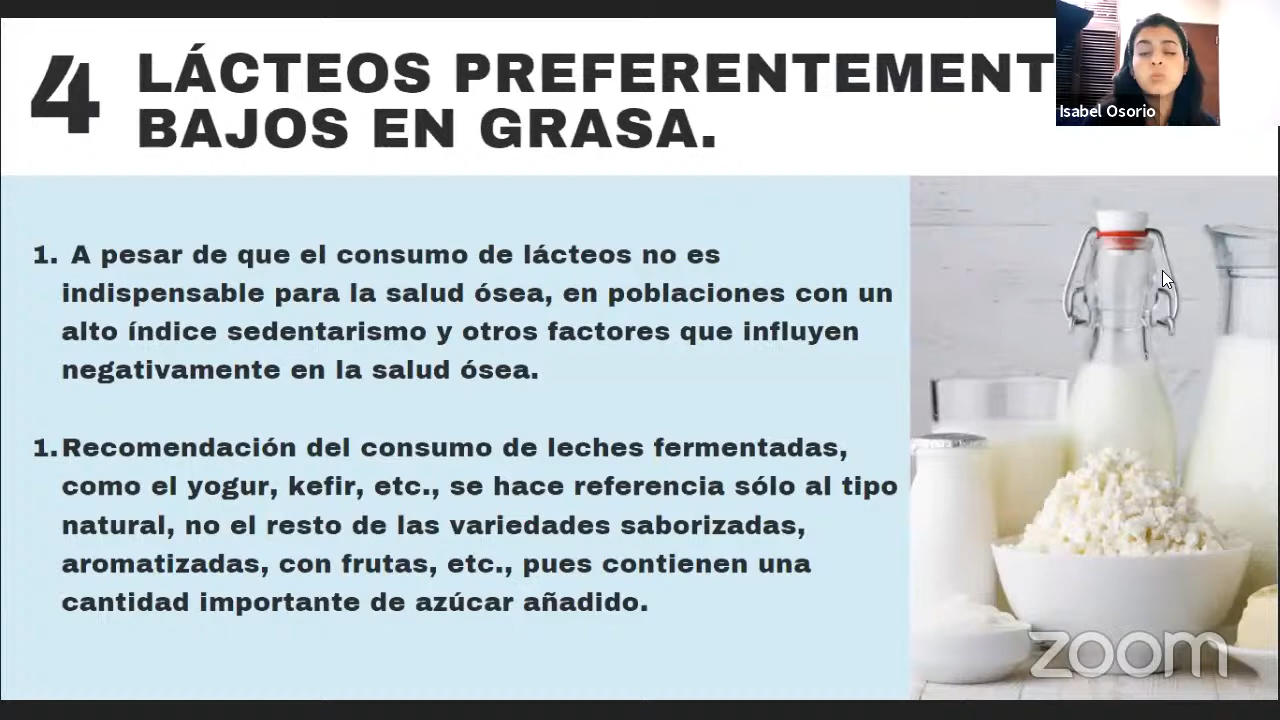 4
LÁCTEOS PREFERENTEMENT
BAJOS EN GRASA.
Isabel Osorio
1. A pesar de que el consumo de lácteos no es
indispensable para la salud ósea, en poblaciones con un
alto índice sedentarismo y otros factores que influyen
negativamente en la salud ósea.
1. Recomendación del consumo de leches fermentadas,
como el yogur, kefir, etc., se hace referencia sólo al tipo
natural, no el resto de las variedades saborizadas,
aromatizadas, con frutas, etc., pues contienen una
cantidad importante de azúcar añadido.
zoom